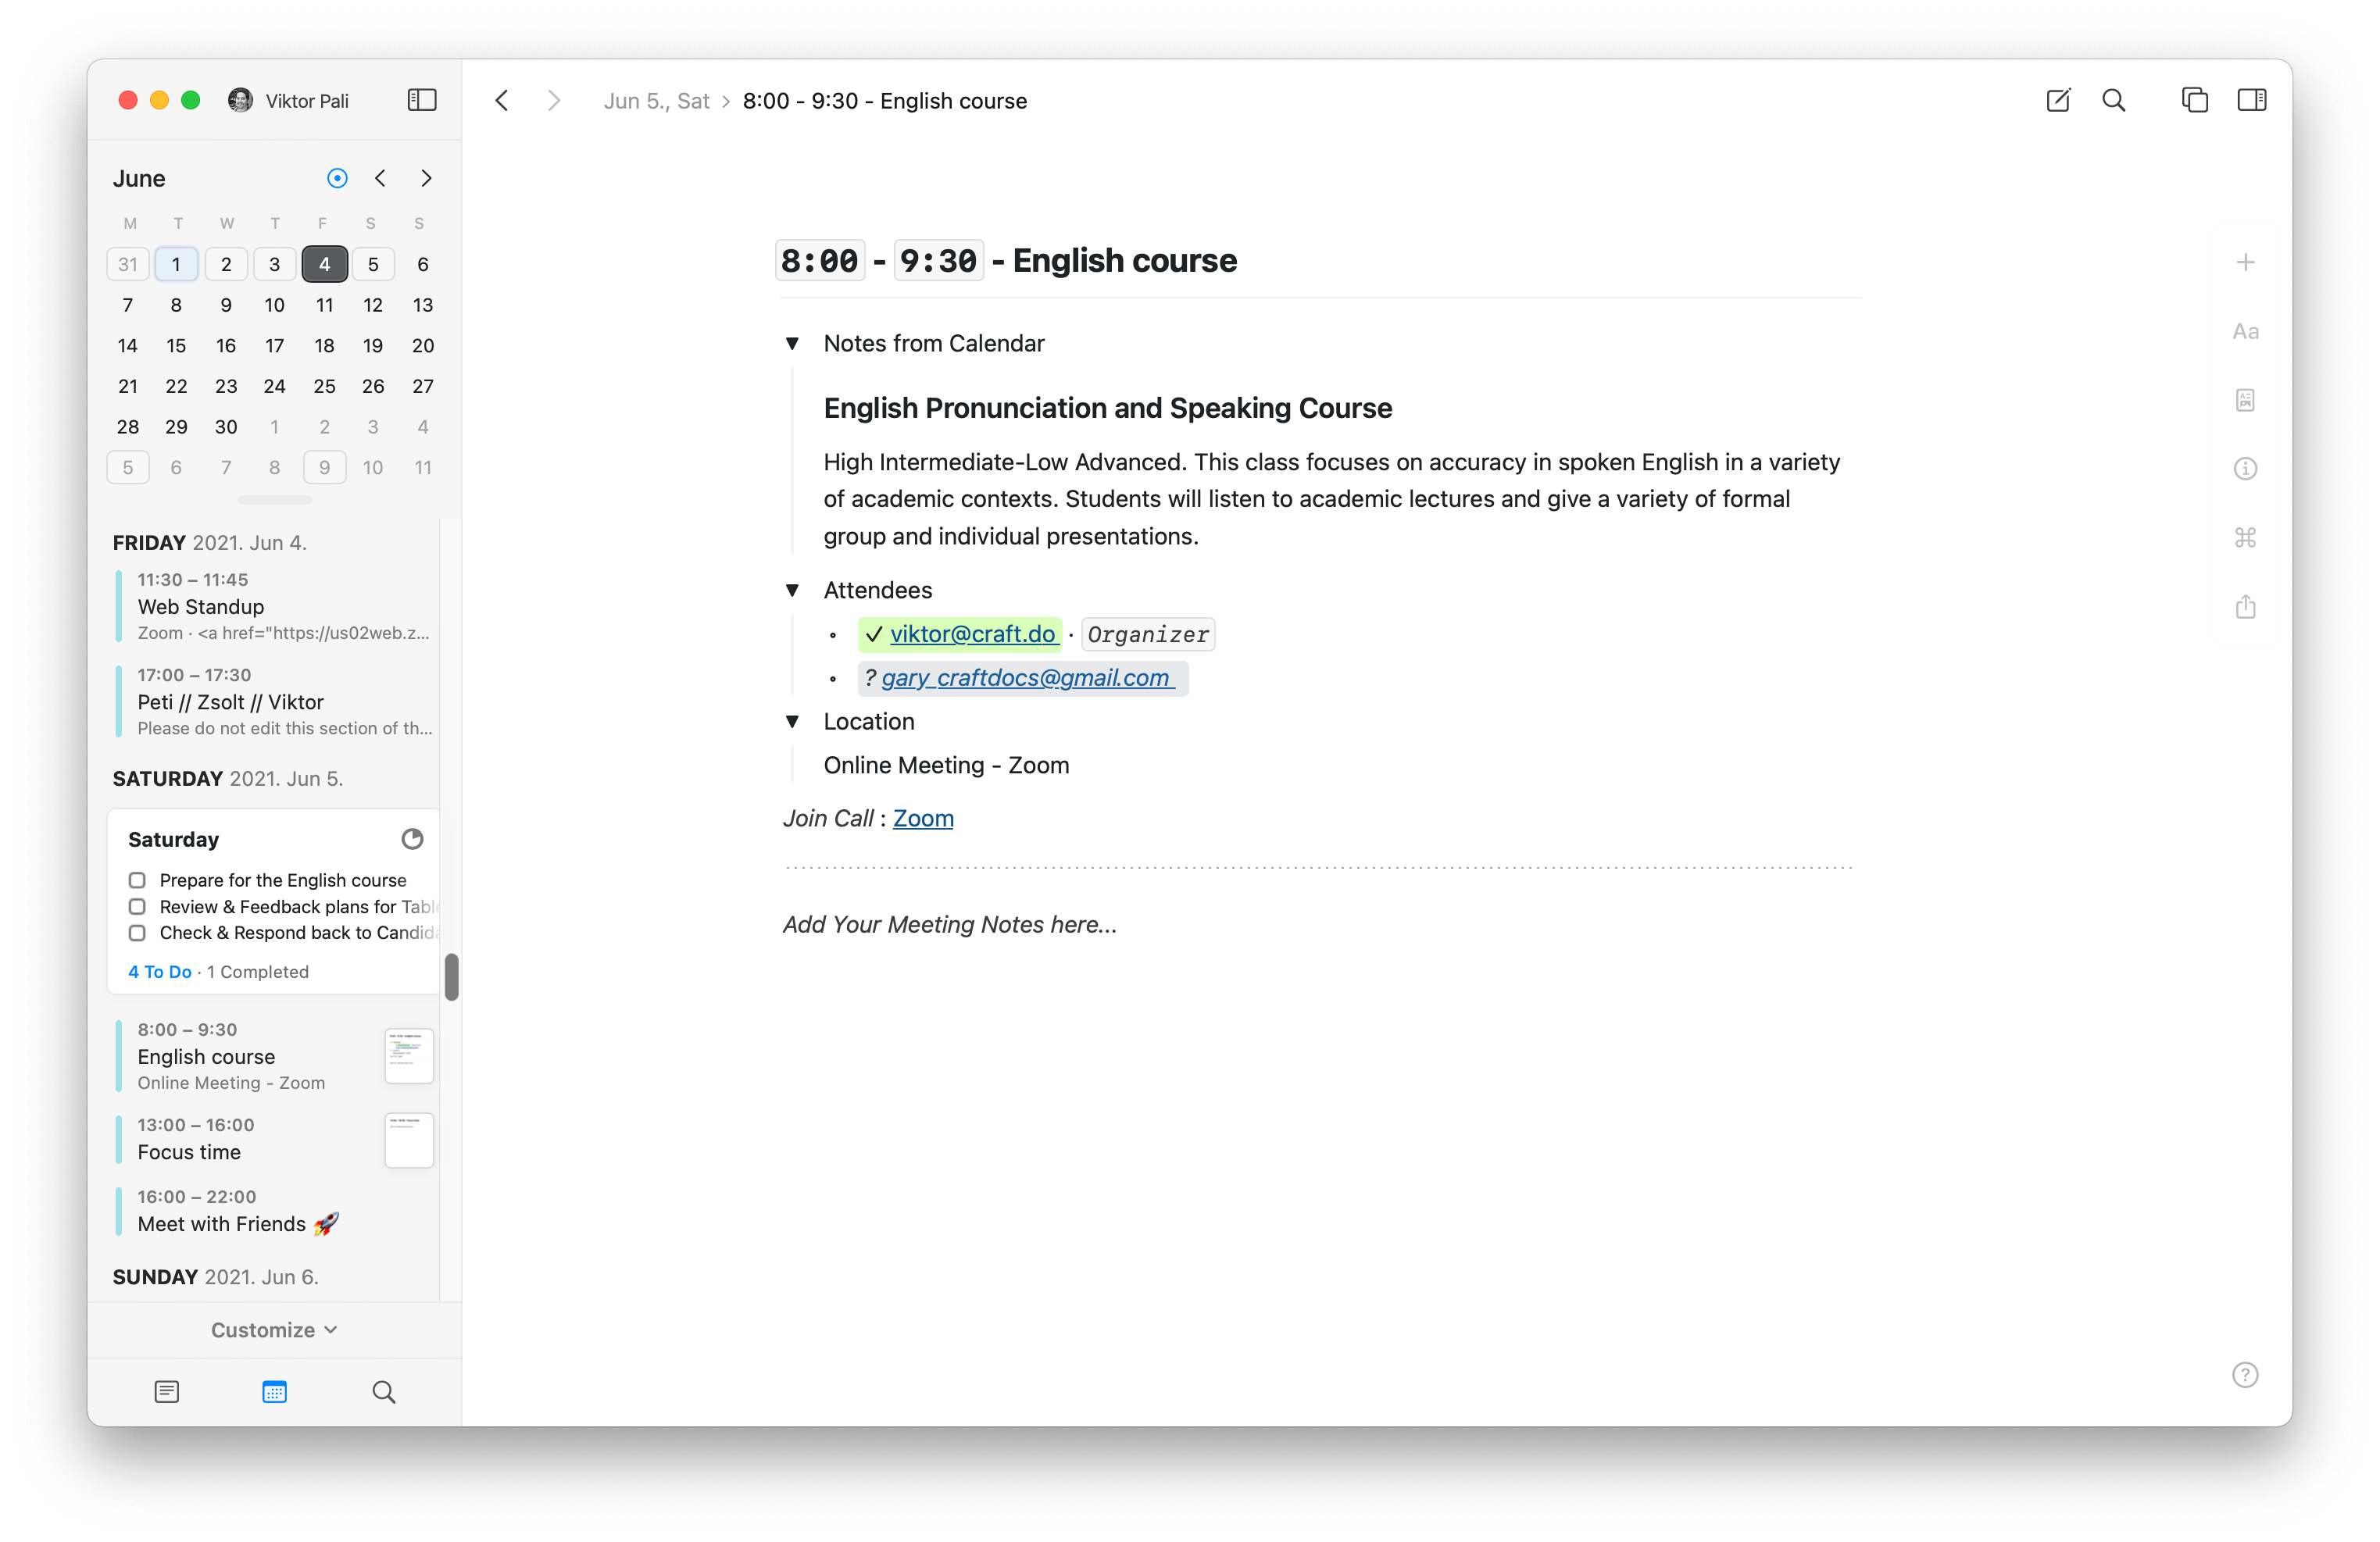 Viktor Pali
Jun 5., Sat › 8:00 - 9:30 - English course
June
M T W T F S S
31 1 2 3 4 5 6
7 8 9 10 11 12 13
14 15 16 17 18 19 20
21 22 23 24 25 26 27
28 29 30 1 2 3 4
5 6 7 8 9 10 11
FRIDAY 2021. Jun 4.
11:30 – 11:45
Web Standup
Zoom · <a href="https://us02web.z...
17:00 – 17:30
Peti // Zsolt // Viktor
Please do not edit this section of th...
SATURDAY 2021. Jun 5.
Saturday
Prepare for the English course
Review & Feedback plans for Table
Check & Respond back to Candida
4 To Do · 1 Completed
8:00 – 9:30
English course
Online Meeting - Zoom
13:00 – 16:00
Focus time
16:00 – 22:00
Meet with Friends 🚀
SUNDAY 2021. Jun 6.
Customize
8:00 - 9:30 - English course
Notes from Calendar
English Pronunciation and Speaking Course
High Intermediate-Low Advanced. This class focuses on accuracy in spoken English in a variety
of academic contexts. Students will listen to academic lectures and give a variety of formal
group and individual presentations.
Attendees
• ✓ viktor@craft.do · Organizer
• ? gary_craftdocs@gmail.com
Location
Online Meeting - Zoom
Join Call : Zoom
Add Your Meeting Notes here...
Aa